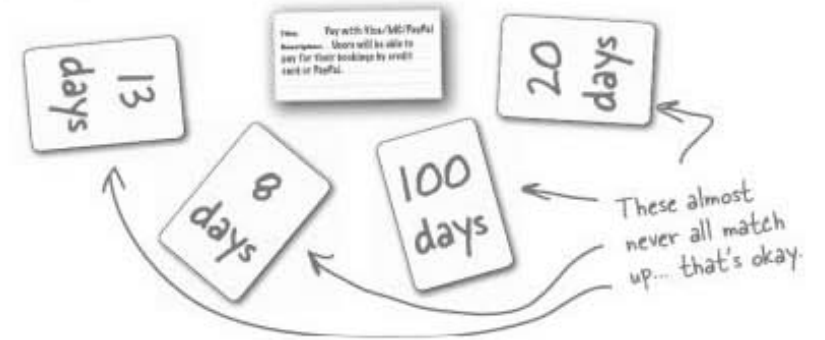 Title: Pay with Visa/MC/PayPal
Description: Users will be able to
pay for their bookings by credit
card or PayPal.
13
days
20
days
8
days
100
days
These almost
never all match
up... that's okay.